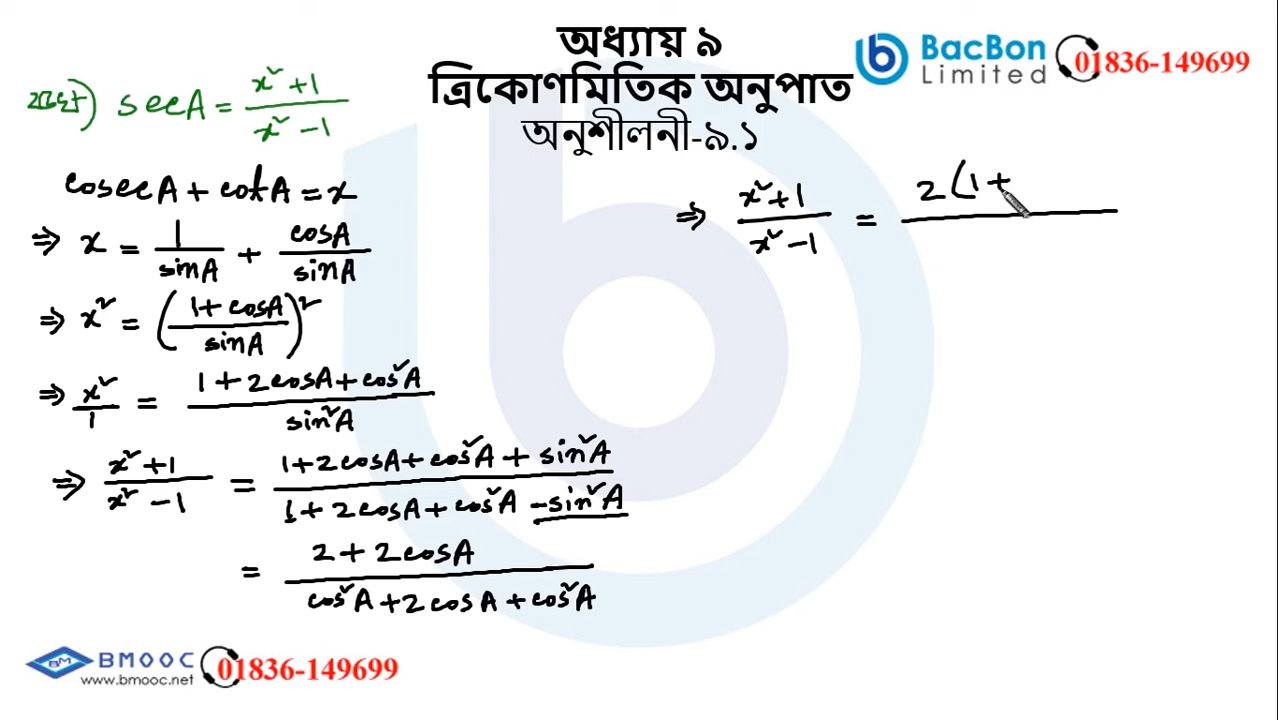 অধ্যায় ৯
ত্রিকোণমিতিক অনুপাত
অনুশীলনী-৯.১
BacBon
Limited
01836-149699
secA = x²+1 / x²-1
cosecA + cotA = x
⇒ x = 1/sinA + cosA/sinA
⇒ x² = (1+cosA / sinA)²
⇒ x²/1 = 1+2cosA+cos²A / sin²A
⇒ x²+1 / x²-1 = 1+2cosA+cos²A+sin²A / 1+2cosA+cos²A-sin²A
= 2+2cosA / cos²A+2cosA+cos²A
⇒ x²+1 / x²-1 = 2(1+
BMOOC
www.bmooc.net
01836-149699